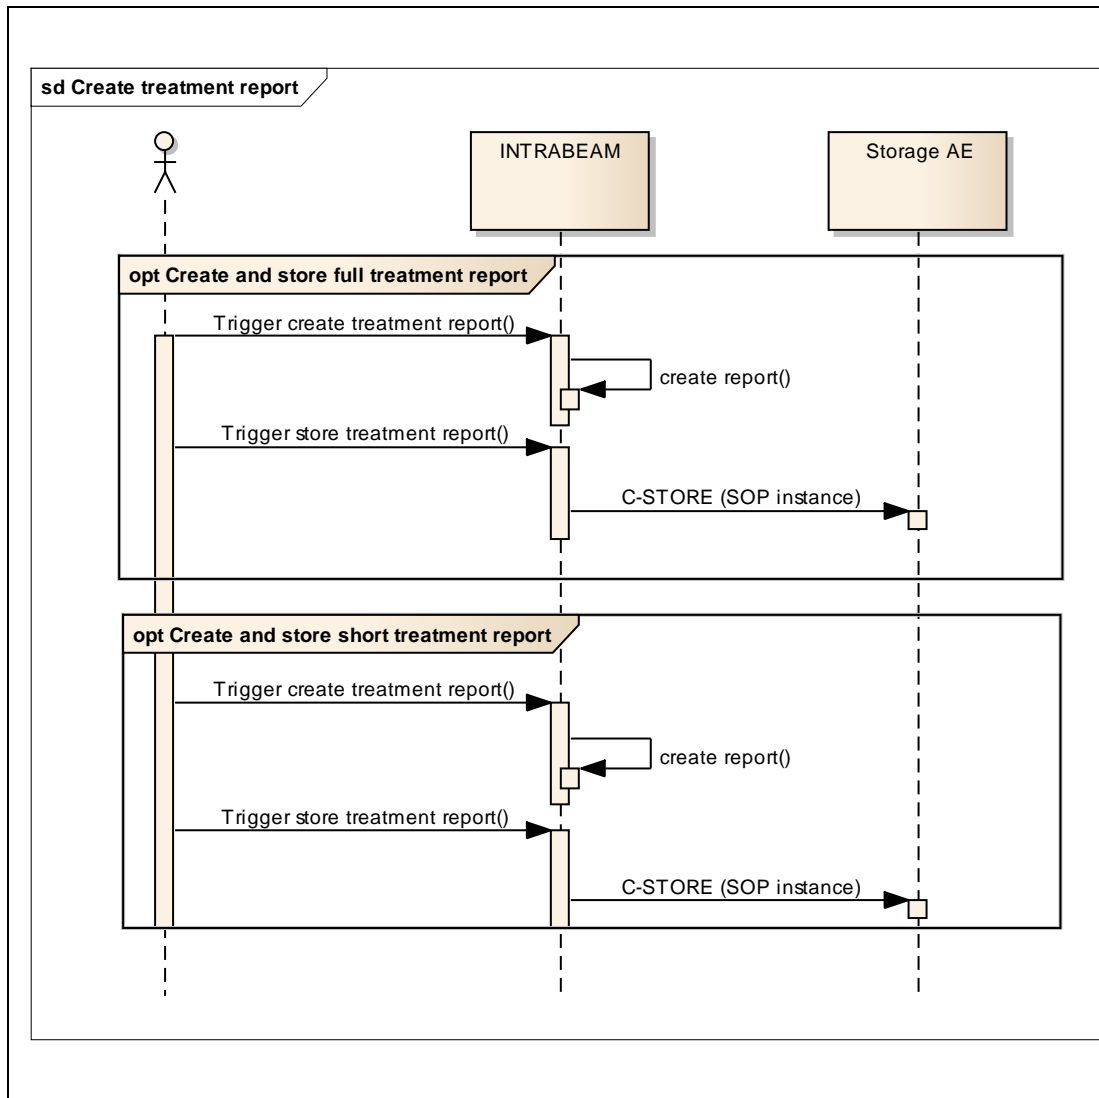 sd Create treatment report
INTRABEAM
Storage AE
opt Create and store full treatment report
Trigger create treatment report()
create report()
Trigger store treatment report()
C-STORE (SOP instance)
opt Create and store short treatment report
Trigger create treatment report()
create report()
Trigger store treatment report()
C-STORE (SOP instance)